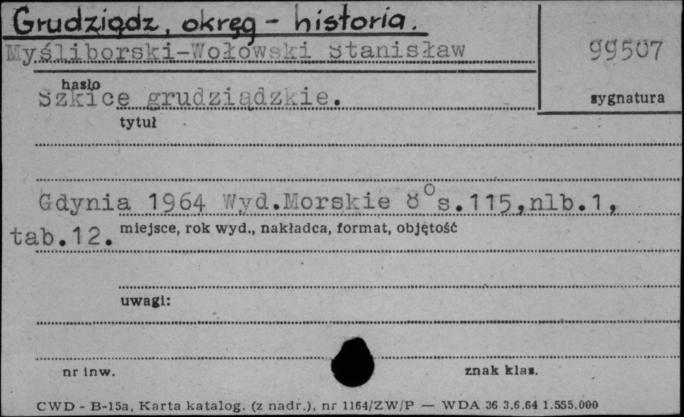 Grudziądz, okręg - historia.
Myśliborski-Wołowski Stanisław
99507
hasło
Szkice grudziądzkie.
sygnatura
tytuł
Gdynia 1964 Wyd.Morskie 8° s.115,nlb.1,
tab.12.
miejsce, rok wyd., nakładca, format, objętość
uwagi:
nr inw.
znak klas.
CWD - B-15a, Karta katalog. (z nadr.), nr 1164/ZW/P — WDA 36 3.6.64 1.555.000